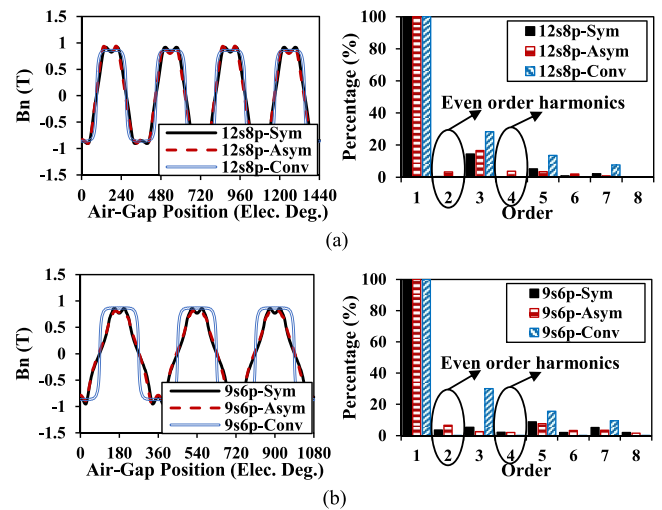 1.5
1
0.5
0
-0.5
-1
-1.5
Bn (T)
12s8p-Sym
12s8p-Asym
12s8p-Conv
0 240 480 720 960 1200 1440
Air-Gap Position (Elec. Deg.)
100
80
60
40
20
0
Percentage (%)
12s8p-Sym
12s8p-Asym
12s8p-Conv
Even order harmonics
1 2 3 4 5 6 7 8
Order
(a)
1.5
1
0.5
0
-0.5
-1
-1.5
Bn (T)
9s6p-Sym
9s6p-Asym
9s6p-Conv
0 180 360 540 720 900 1080
Air-Gap Position (Elec. Deg.)
100
80
60
40
20
0
Percentage (%)
9s6p-Sym
9s6p-Asym
9s6p-Conv
Even order harmonics
1 2 3 4 5 6 7 8
Order
(b)